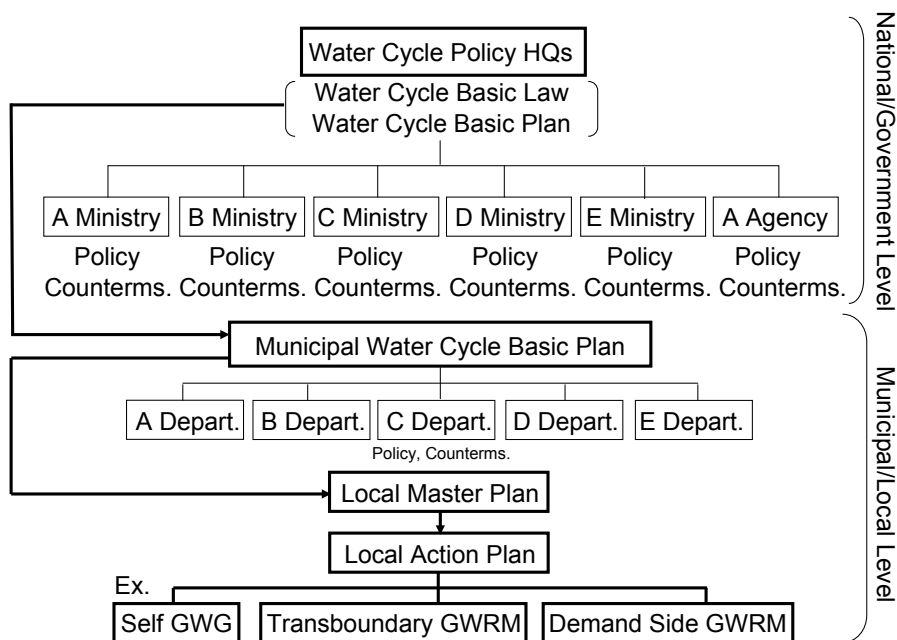 Water Cycle Policy HQs
Water Cycle Basic Law
Water Cycle Basic Plan
A Ministry
B Ministry
C Ministry
D Ministry
E Ministry
A Agency
Policy
Counterms.
Policy
Counterms.
Policy
Counterms.
Policy
Counterms.
Policy
Counterms.
Policy
Counterms.
National/Government Level
Municipal Water Cycle Basic Plan
A Depart.
B Depart.
C Depart.
D Depart.
E Depart.
Policy, Counterms.
Local Master Plan
Local Action Plan
Ex.
Self GWG
Transboundary GWRM
Demand Side GWRM
Municipal/Local Level